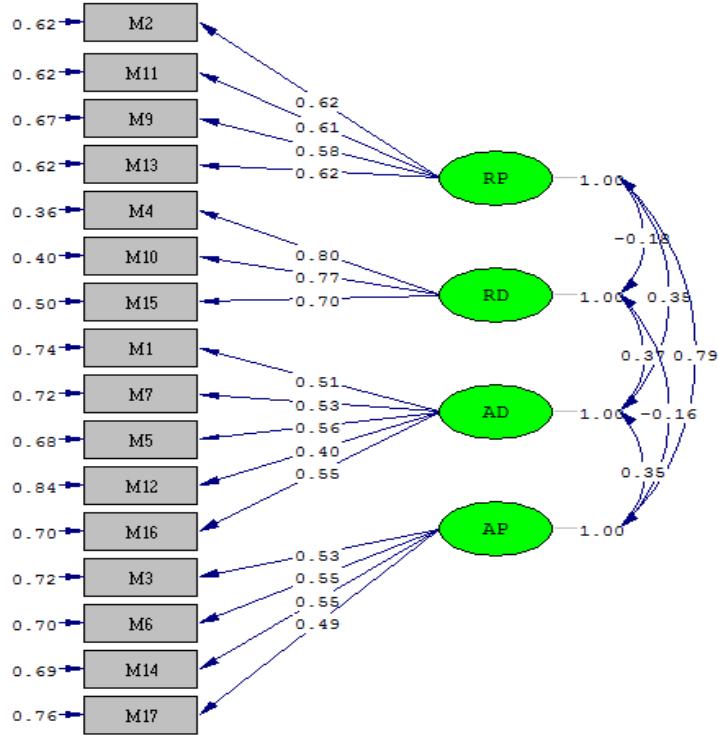 0.62 M2
0.62 M11
0.62
0.67 M9
0.61
0.58
0.62 M13
0.62
RP 1.00
0.36 M4
-0.18
0.40 M10
0.80
0.77
0.50 M15
0.70
RD 1.00
0.35
0.74 M1
0.37 0.79
0.72 M7
0.51
0.53
AD 1.00
-0.16
0.68 M5
0.56
0.40
0.84 M12
0.55
0.35
0.70 M16
AP 1.00
0.72 M3
0.53
0.55
0.70 M6
0.55
0.49
0.69 M14
0.76 M17